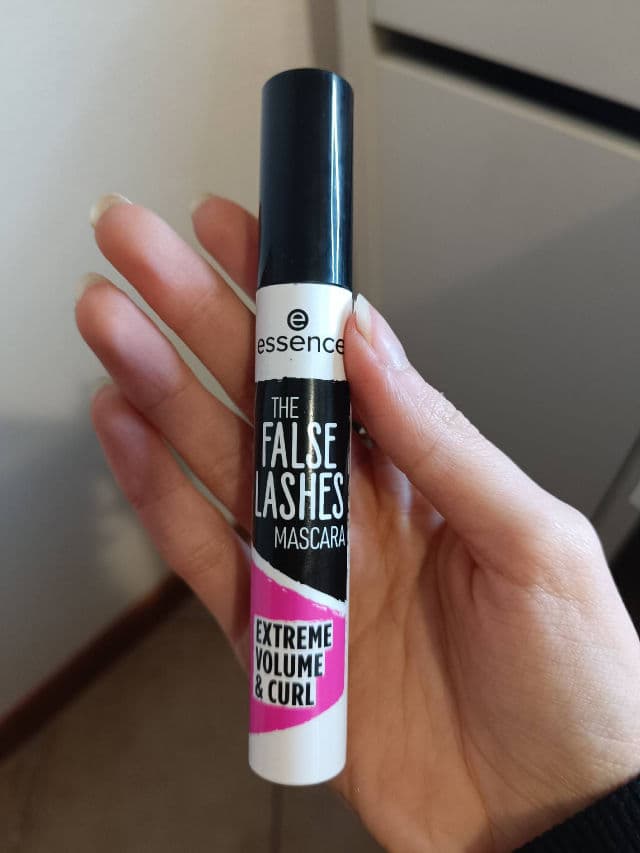 e
essence
THE
FALSE
LASHES
MASCARA
EXTREME
VOLUME
& CURL